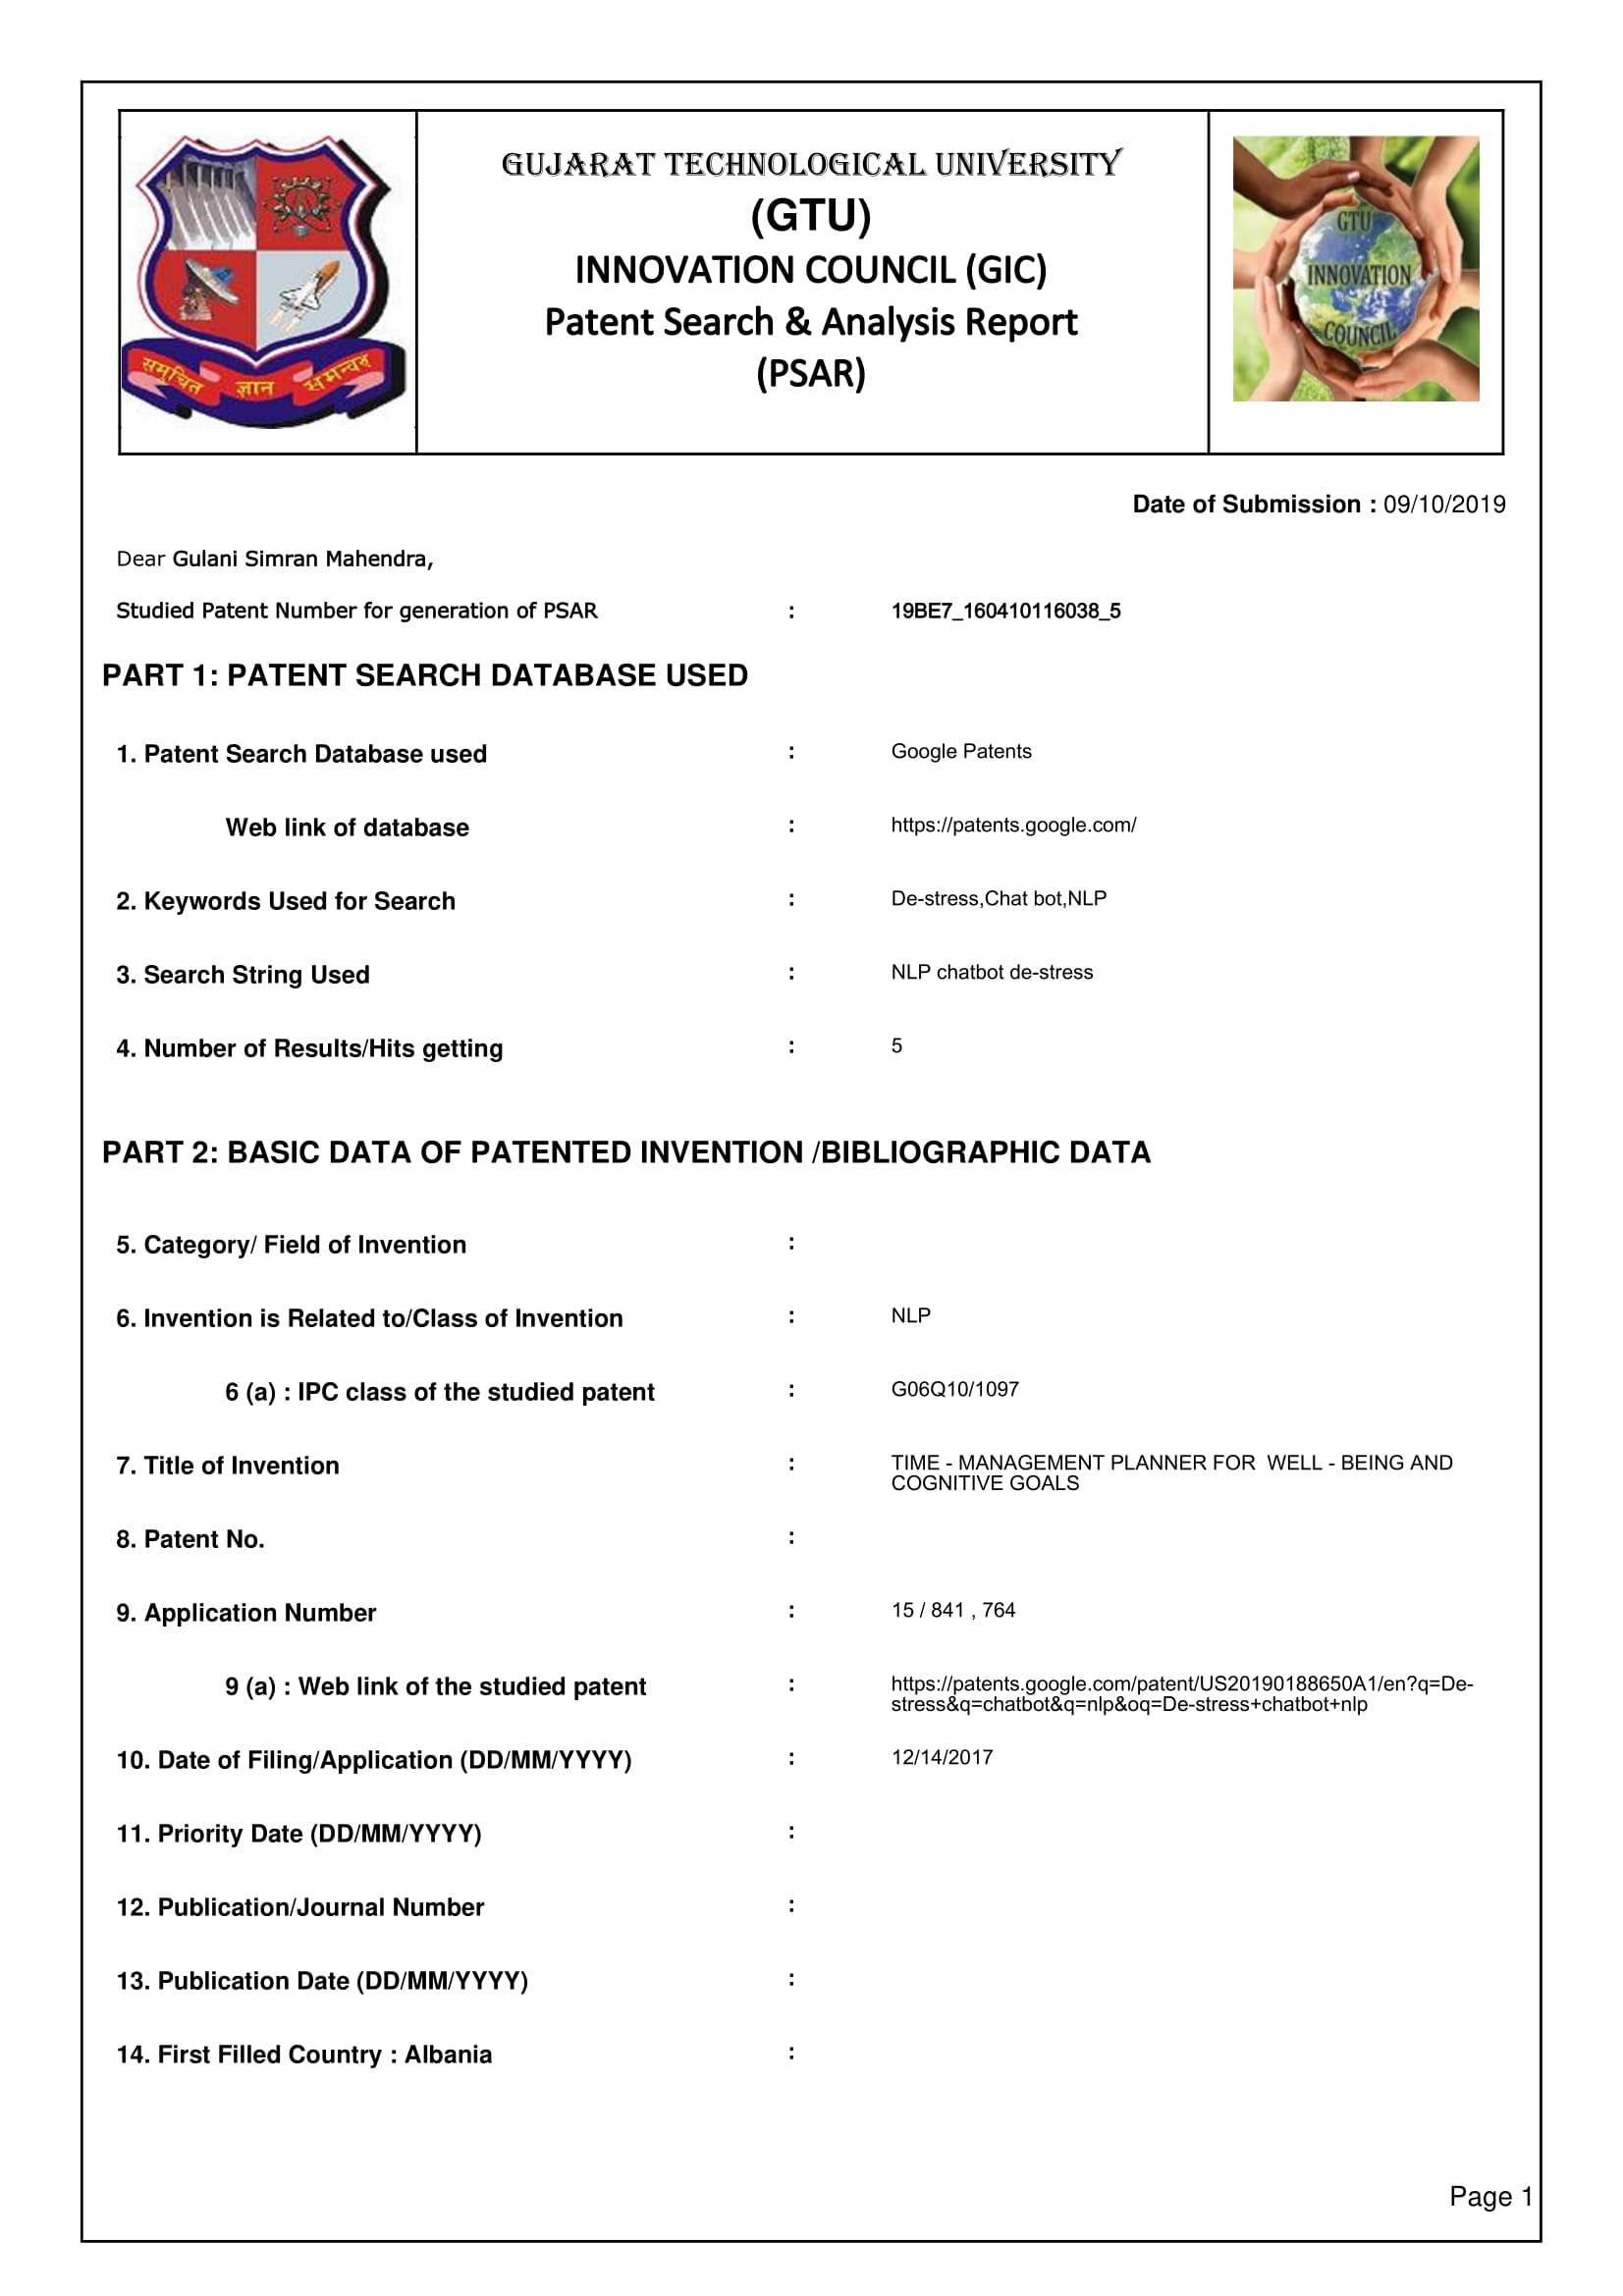 समुचित ज्ञान समन्वय
GUJARAT TECHNOLOGICAL UNIVERSITY
(GTU)
INNOVATION COUNCIL (GIC)
Patent Search & Analysis Report
(PSAR)
GTU
INNOVATION
COUNCIL
Date of Submission : 09/10/2019
Dear Gulani Simran Mahendra,
Studied Patent Number for generation of PSAR : 19BE7_160410116038_5
PART 1: PATENT SEARCH DATABASE USED
1. Patent Search Database used : Google Patents
Web link of database : https://patents.google.com/
2. Keywords Used for Search : De-stress,Chat bot,NLP
3. Search String Used : NLP chatbot de-stress
4. Number of Results/Hits getting : 5
PART 2: BASIC DATA OF PATENTED INVENTION /BIBLIOGRAPHIC DATA
5. Category/ Field of Invention :
6. Invention is Related to/Class of Invention : NLP
6 (a) : IPC class of the studied patent : G06Q10/1097
7. Title of Invention : TIME - MANAGEMENT PLANNER FOR  WELL - BEING AND
COGNITIVE GOALS
8. Patent No. :
9. Application Number : 15 / 841 , 764
9 (a) : Web link of the studied patent : https://patents.google.com/patent/US20190188650A1/en?q=De-
stress&q=chatbot&q=nlp&oq=De-stress+chatbot+nlp
10. Date of Filing/Application (DD/MM/YYYY) : 12/14/2017
11. Priority Date (DD/MM/YYYY) :
12. Publication/Journal Number :
13. Publication Date (DD/MM/YYYY) :
14. First Filled Country : Albania :
Page 1